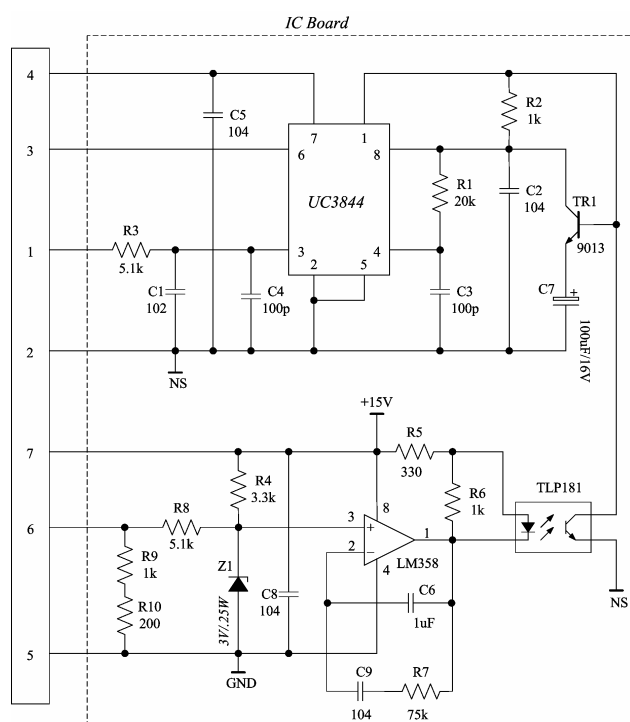 IC Board
4
C5
104
7
1
R2
1k
3
6
8
UC3844
R1
20k
C2
104
TR1
9013
R3
5.1k
1
3
4
2
5
C1
102
C4
100p
C3
100p
C7
+
100uF/16V
2
NS
+15V
7
R5
330
R4
3.3k
8
R6
1k
TLP181
6
R8
5.1k
3
+
2
−
1
4
LM358
R9
1k
R10
200
Z1
3V/.25W
C8
104
C6
1uF
NS
5
GND
C9
104
R7
75k